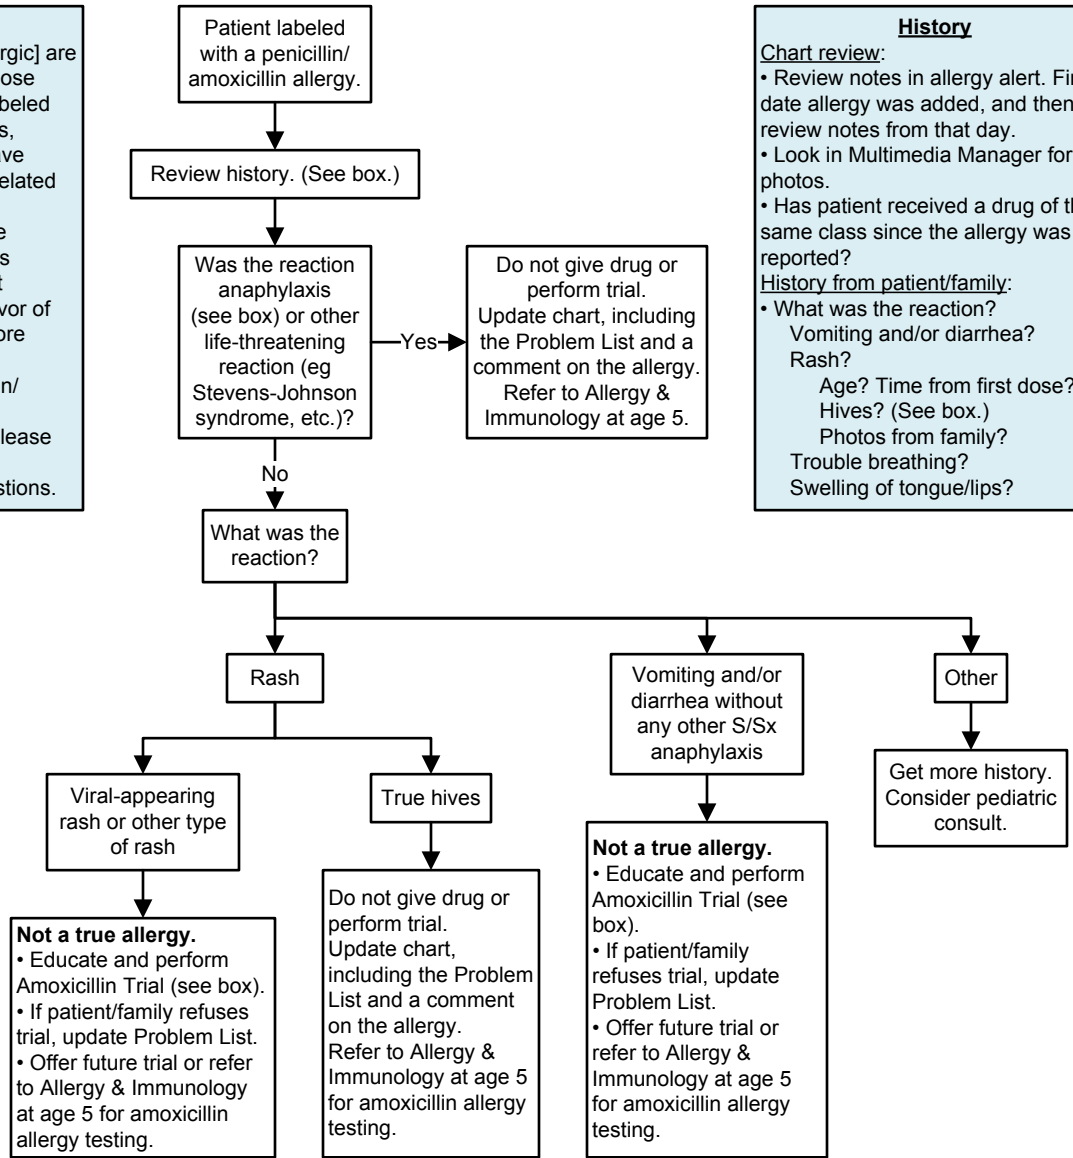 rgic] are
ose
beled
s,
ave
elated
e
s
t
vor of
ore
n/
lease
stions.
Patient labeled
with a penicillin/
amoxicillin allergy.
Review history. (See box.)
Was the reaction
anaphylaxis
(see box) or other
life-threatening
reaction (eg
Stevens-Johnson
syndrome, etc.)?
Yes
Do not give drug or
perform trial.
Update chart, including
the Problem List and a
comment on the allergy.
Refer to Allergy &
Immunology at age 5.
History
Chart review:
• Review notes in allergy alert. Fin
date allergy was added, and then
review notes from that day.
• Look in Multimedia Manager for
photos.
• Has patient received a drug of th
same class since the allergy was
reported?
History from patient/family:
• What was the reaction?
Vomiting and/or diarrhea?
Rash?
Age? Time from first dose?
Hives? (See box.)
Photos from family?
Trouble breathing?
Swelling of tongue/lips?
No
What was the
reaction?
Rash
Viral-appearing
rash or other type
of rash
Not a true allergy.
• Educate and perform
Amoxicillin Trial (see box).
• If patient/family refuses
trial, update Problem List.
• Offer future trial or refer
to Allergy & Immunology
at age 5 for amoxicillin
allergy testing.
True hives
Do not give drug or
perform trial.
Update chart,
including the Problem
List and a comment
on the allergy.
Refer to Allergy &
Immunology at age 5
for amoxicillin allergy
testing.
Vomiting and/or
diarrhea without
any other S/Sx
anaphylaxis
Not a true allergy.
• Educate and perform
Amoxicillin Trial (see
box).
• If patient/family
refuses trial, update
Problem List.
• Offer future trial or
refer to Allergy &
Immunology at age 5
for amoxicillin allergy
testing.
Other
Get more history.
Consider pediatric
consult.